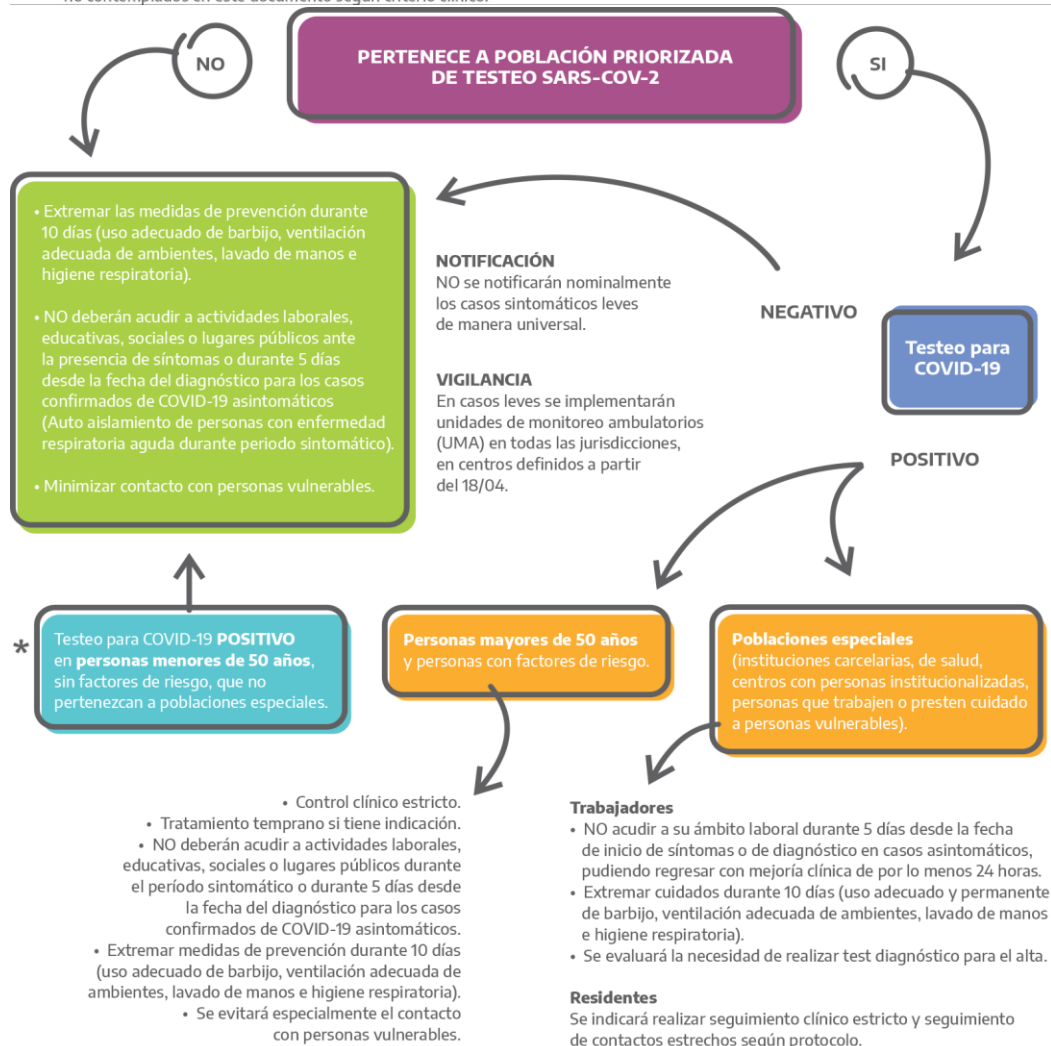 no contemplados en este documento según criterio clínico.
NO
PERTENECE A POBLACIÓN PRIORIZADA
DE TESTEO SARS-COV-2
SI
• Extremar las medidas de prevención durante
10 días (uso adecuado de barbijo, ventilación
adecuada de ambientes, lavado de manos e
higiene respiratoria).
• NO deberán acudir a actividades laborales,
educativas, sociales o lugares públicos ante
la presencia de síntomas o durante 5 días
desde la fecha del diagnóstico para los casos
confirmados de COVID-19 asintomáticos
(Auto aislamiento de personas con enfermedad
respiratoria aguda durante periodo sintomático).
• Minimizar contacto con personas vulnerables.
NOTIFICACIÓN
NO se notificarán nominalmente
los casos sintomáticos leves
de manera universal.
VIGILANCIA
En casos leves se implementarán
unidades de monitoreo ambulatorios
(UMA) en todas las jurisdicciones,
en centros definidos a partir
del 18/04.
NEGATIVO
Testeo para
COVID-19
POSITIVO
*
Testeo para COVID-19 POSITIVO
en personas menores de 50 años,
sin factores de riesgo, que no
pertenezcan a poblaciones especiales.
Personas mayores de 50 años
y personas con factores de riesgo.
Poblaciones especiales
(instituciones carcelarias, de salud,
centros con personas institucionalizadas,
personas que trabajen o presten cuidado
a personas vulnerables).
• Control clínico estricto.
• Tratamiento temprano si tiene indicación.
• NO deberán acudir a actividades laborales,
educativas, sociales o lugares públicos durante
el período sintomático o durante 5 días desde
la fecha del diagnóstico para los casos
confirmados de COVID-19 asintomáticos.
• Extremar medidas de prevención durante 10 días
(uso adecuado de barbijo, ventilación adecuada de
ambientes, lavado de manos e higiene respiratoria).
• Se evitará especialmente el contacto
con personas vulnerables.
Trabajadores
• NO acudir a su ámbito laboral durante 5 días desde la fecha
de inicio de síntomas o de diagnóstico en casos asintomáticos,
pudiendo regresar con mejoría clínica de por lo menos 24 horas.
• Extremar cuidados durante 10 días (uso adecuado y permanente
de barbijo, ventilación adecuada de ambientes, lavado de manos
e higiene respiratoria).
• Se evaluará la necesidad de realizar test diagnóstico para el alta.
Residentes
Se indicará realizar seguimiento clínico estricto y seguimiento
de contactos estrechos según protocolo.